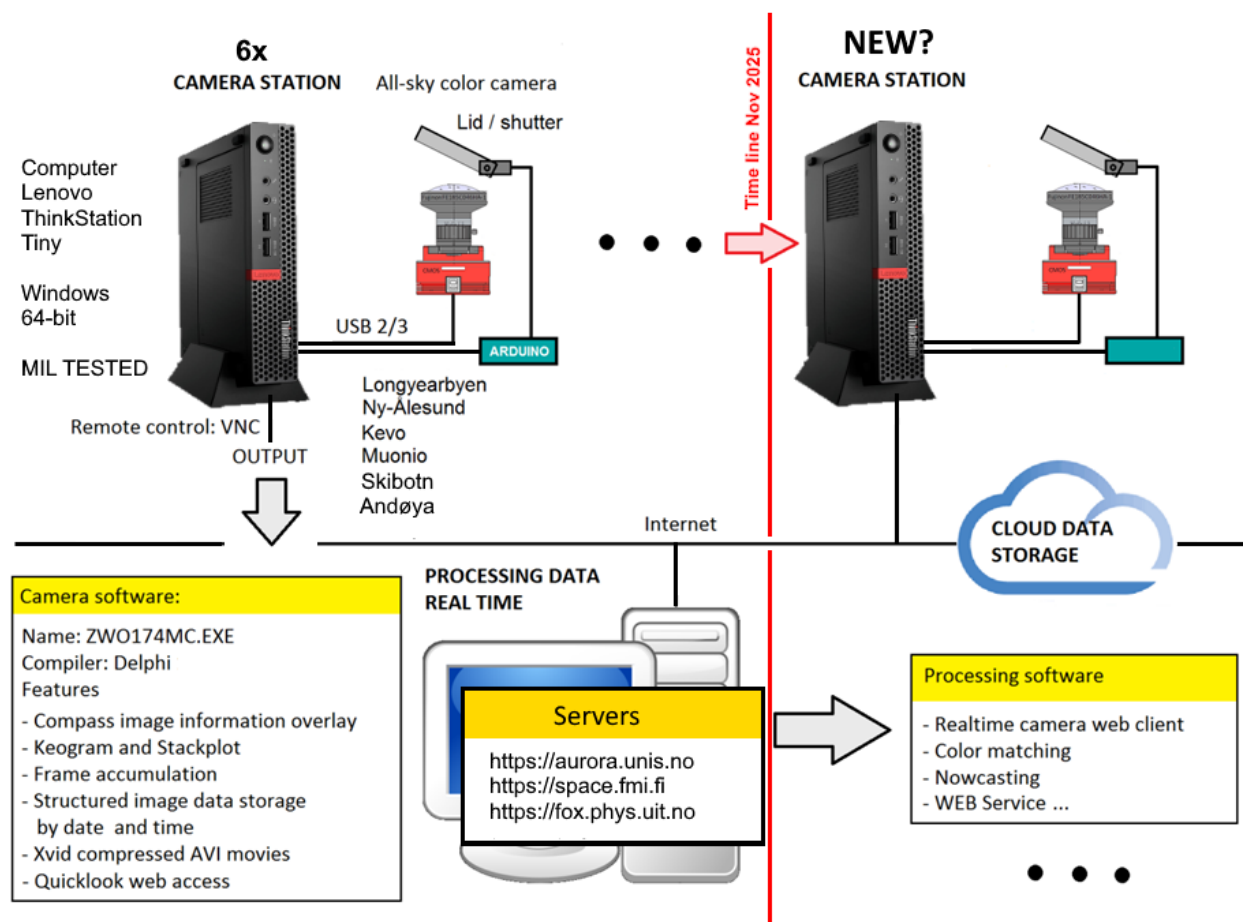 6x
CAMERA STATION
All-sky color camera
Lid / shutter
Computer
Lenovo
ThinkStation
Tiny
Windows
64-bit
MIL TESTED
ThinkStation
CMOS
USB 2/3
ARDUINO
Remote control: VNC
OUTPUT
Longyearbyen
Ny-Ålesund
Kevo
Muonio
Skibotn
Andøya
Time line Nov 2025
NEW?
CAMERA STATION
ThinkStation
CMOS
Internet
CLOUD DATA
STORAGE
Camera software:
Name: ZWO174MC.EXE
Compiler: Delphi
Features
- Compass image information overlay
- Keogram and Stackplot
- Frame accumulation
- Structured image data storage
by date and time
- Xvid compressed AVI movies
- Quicklook web access
PROCESSING DATA
REAL TIME
Servers
https://aurora.unis.no
https://space.fmi.fi
https://fox.phys.uit.no
Processing software
- Realtime camera web client
- Color matching
- Nowcasting
- WEB Service ...